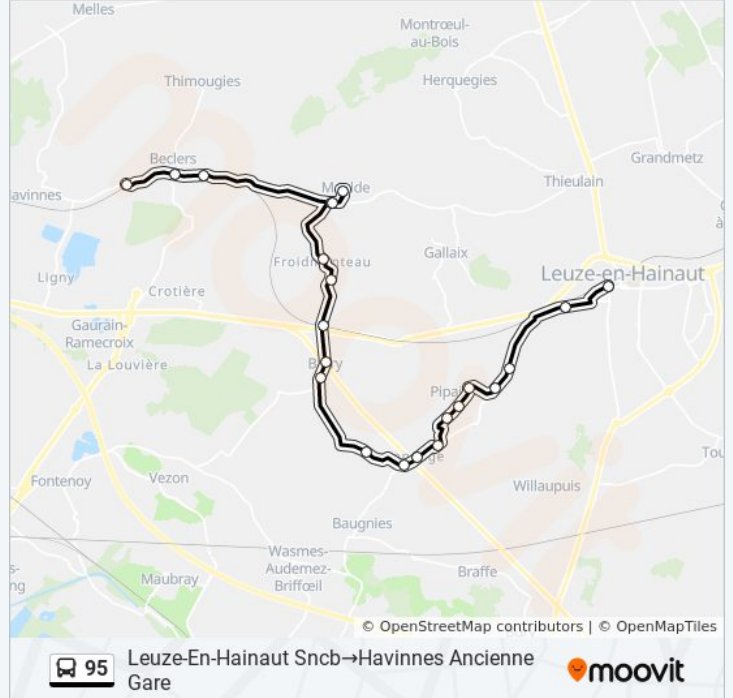 Melles
Montrœul-
au-Bois
Thimougies
Herquegies
Beclers
Grandmetz
Thieulain
avinnes
Gallaix
Leuze-en-Hainaut
Ligny
Crotière
Gaurain-
Ramecroix
La Louvière
Tou
Fontenoy
Vezon
Willaupuis
Baugnies
Wasmes-
Audemez-
Briffœil
Maubray
Braffe
© OpenStreetMap contributors | © OpenMapTiles
95
Leuze-En-Hainaut Sncb→Havinnes Ancienne
Gare
moovit